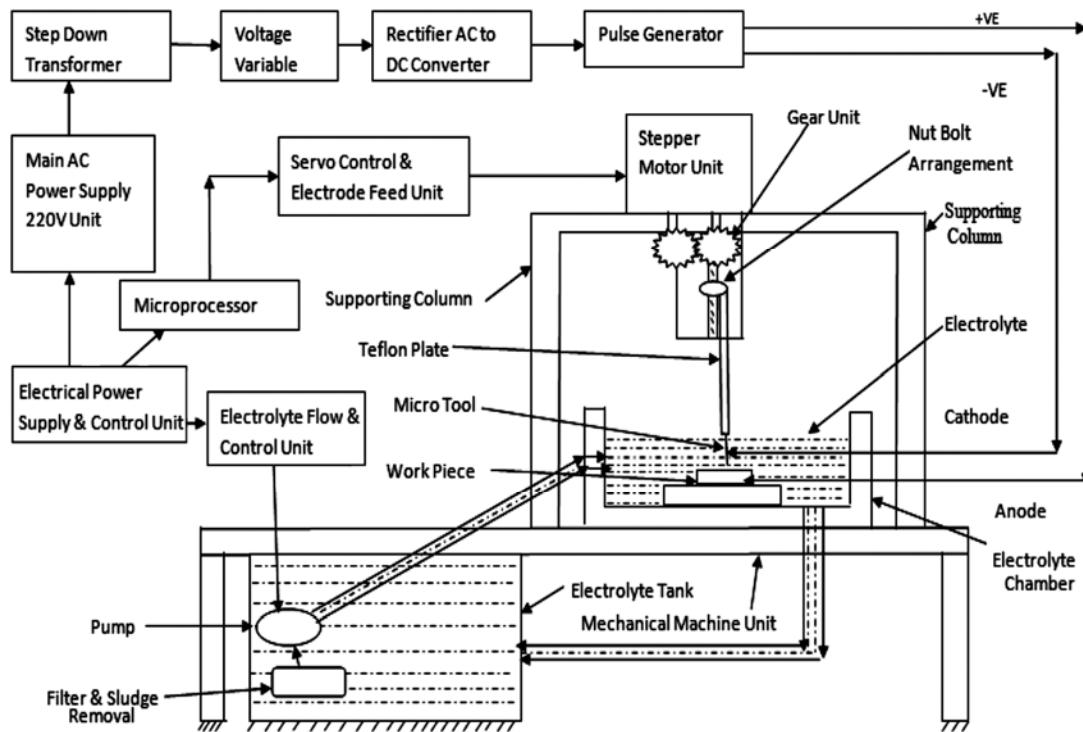 Step Down
Transformer
Voltage
Variable
Rectifier AC to
DC Converter
Pulse Generator
+VE
-VE
Main AC
Power Supply
220V Unit
Servo Control &
Electrode Feed Unit
Stepper
Motor Unit
Gear Unit
Nut Bolt
Arrangement
Supporting
Column
Microprocessor
Supporting Column
Electrolyte
Teflon Plate
Electrical Power
Supply & Control Unit
Electrolyte Flow &
Control Unit
Micro Tool
Cathode
Work Piece
Anode
Electrolyte
Chamber
Electrolyte Tank
Mechanical Machine Unit
Pump
Filter & Sludge
Removal